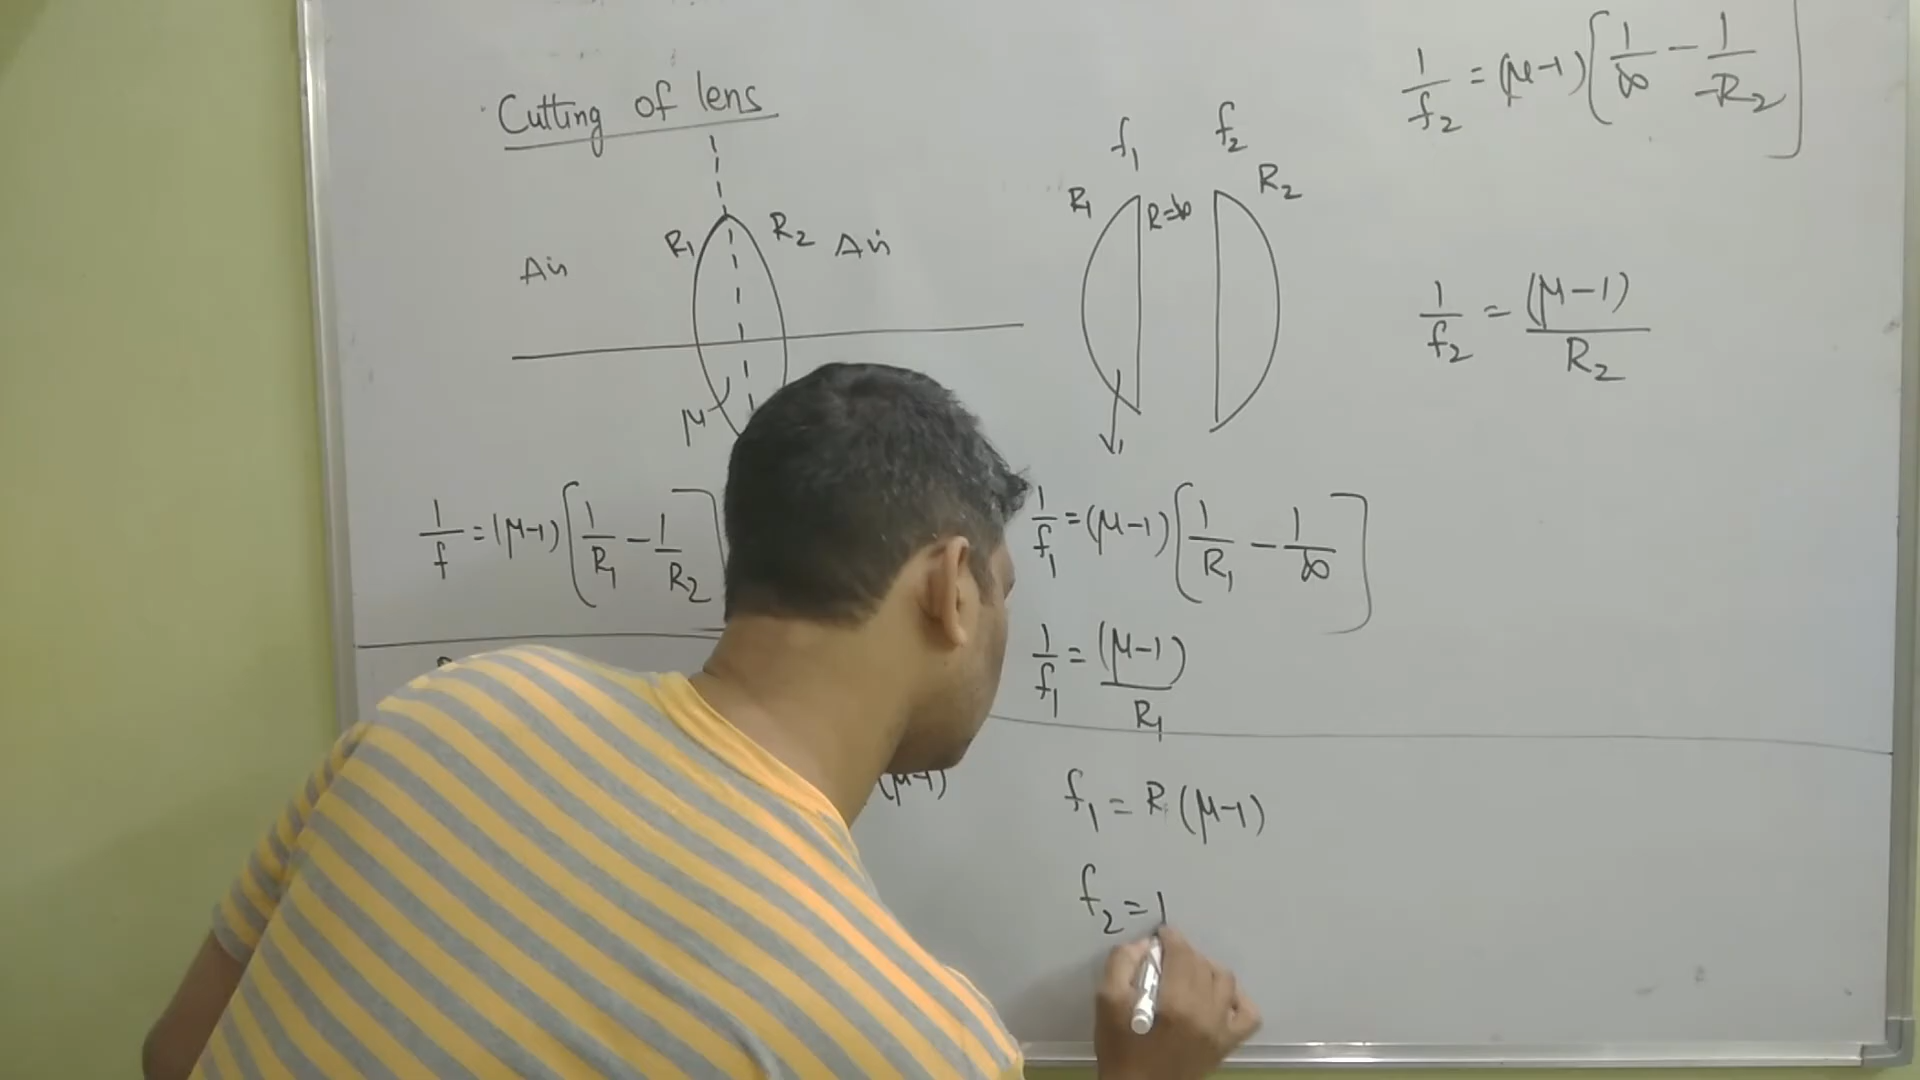 Cutting of lens
R₁
R₂
Air
Air
μ
1/f = (μ-1)[1/R₁ - 1/R₂
(μ-1)
f₁
f₂
R₁
R=∞
R₂
1/f₁ = (μ-1)[1/R₁ - 1/∞]
1/f₁ = (μ-1)/R₁
f₁ = R (μ-1)
f₂ =
1/f₂ = (μ-1)[1/∞ - 1/-R₂]
1/f₂ = (μ-1)/R₂